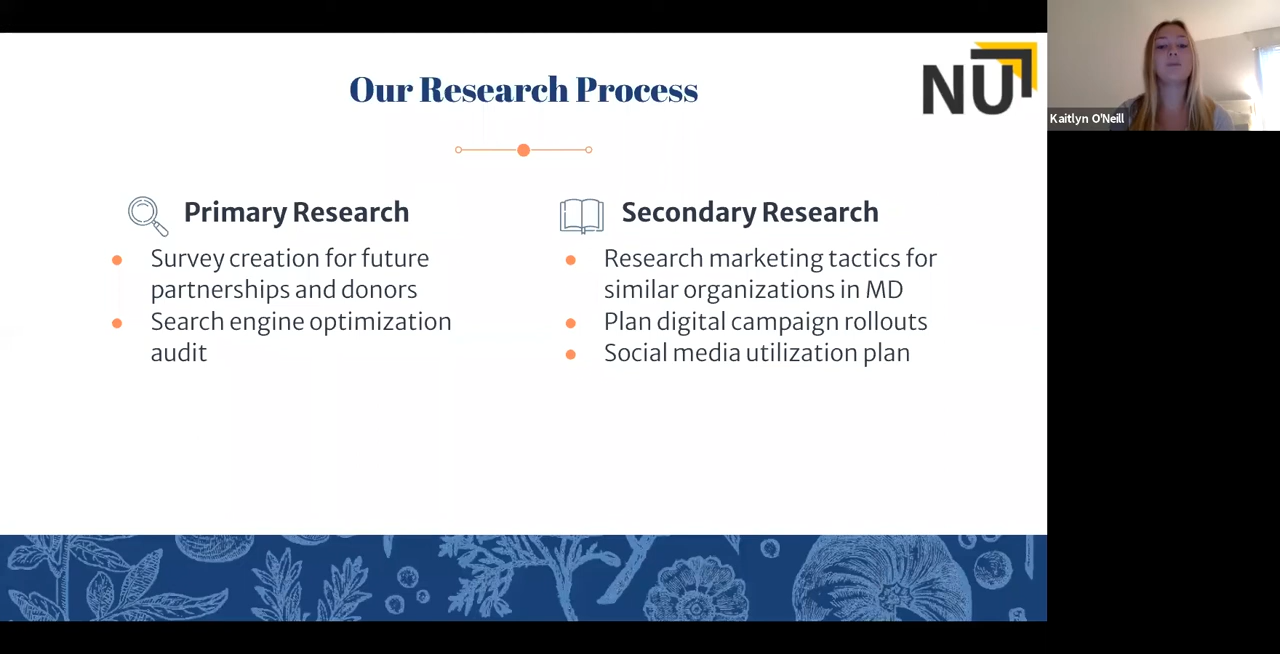 Our Research Process
NU
Kaitlyn O'Neill
Primary Research
Survey creation for future
partnerships and donors
Search engine optimization
audit
Secondary Research
Research marketing tactics for
similar organizations in MD
Plan digital campaign rollouts
Social media utilization plan